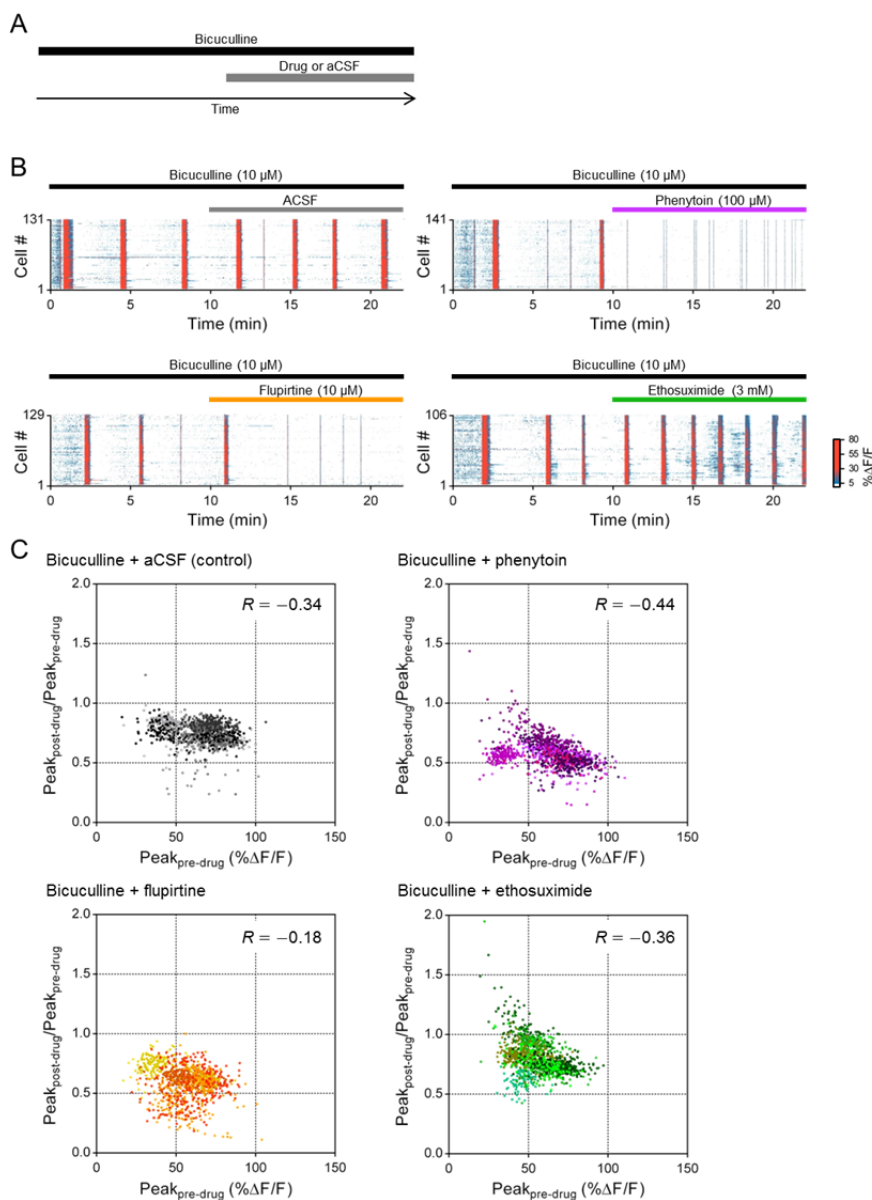 A
Bicuculline
Drug or aCSF
Time
B
Bicuculline (10 µM)
ACSF
131
Cell #
1
0 5 10 15 20
Time (min)
Bicuculline (10 µM)
Phenytoin (100 µM)
141
Cell #
1
0 5 10 15 20
Time (min)
Bicuculline (10 µM)
Flupirtine (10 µM)
129
Cell #
1
0 5 10 15 20
Time (min)
Bicuculline (10 µM)
Ethosuximide (3 mM)
106
Cell #
1
0 5 10 15 20
Time (min)
80
55
30
5
%ΔF/F
C
Bicuculline + aCSF (control)
R = −0.34
2.0
1.5
1.0
0.5
0.0
Peakpost-drug/Peakpre-drug
0 50 100 150
Peakpre-drug (%ΔF/F)
Bicuculline + phenytoin
R = −0.44
2.0
1.5
1.0
0.5
0.0
Peakpost-drug/Peakpre-drug
0 50 100 150
Peakpre-drug (%ΔF/F)
Bicuculline + flupirtine
R = −0.18
2.0
1.5
1.0
0.5
0.0
Peakpost-drug/Peakpre-drug
0 50 100 150
Peakpre-drug (%ΔF/F)
Bicuculline + ethosuximide
R = −0.36
2.0
1.5
1.0
0.5
0.0
Peakpost-drug/Peakpre-drug
0 50 100 150
Peakpre-drug (%ΔF/F)